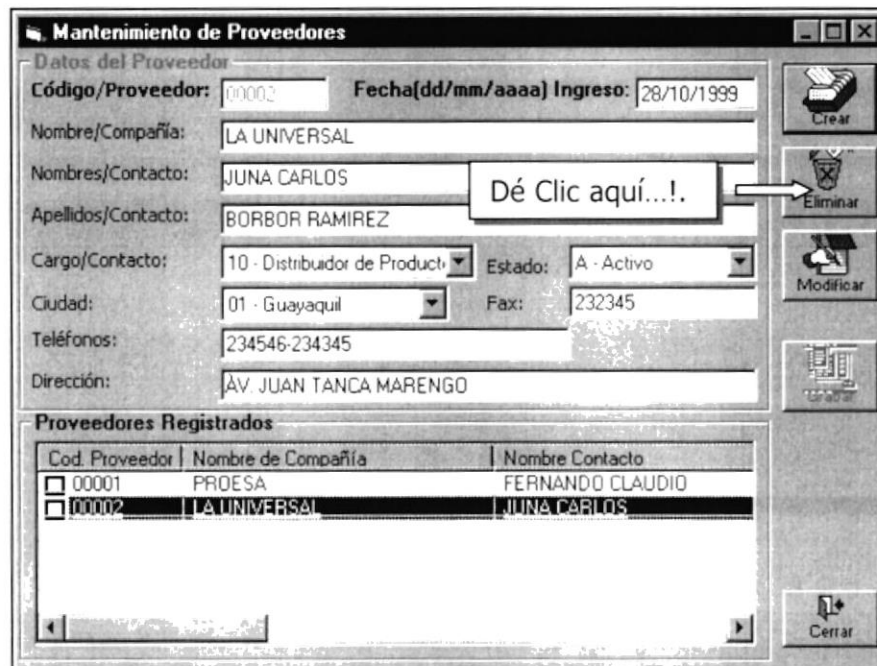 Mantenimiento de Proveedores
Datos del Proveedor
Código/Proveedor: 00002 Fecha(dd/mm/aaaa) Ingreso: 28/10/1999
Crear
Nombre/Compañía: LA UNIVERSAL
Nombres/Contacto: JUNA CARLOS
Dé Clic aquí...!.
Eliminar
Apellidos/Contacto: BORBOR RAMIREZ
Cargo/Contacto: 10 - Distribuidor de Product Estado: A - Activo
Modificar
Ciudad: 01 - Guayaquil Fax: 232345
Teléfonos: 234546-234345
Dirección: AV. JUAN TANCA MARENGO
Grabar
Proveedores Registrados
Cod. Proveedor Nombre de Compañía Nombre Contacto
00001 PROESA FERNANDO CLAUDIO
00002 LA UNIVERSAL JUNA CARLOS
Cerrar